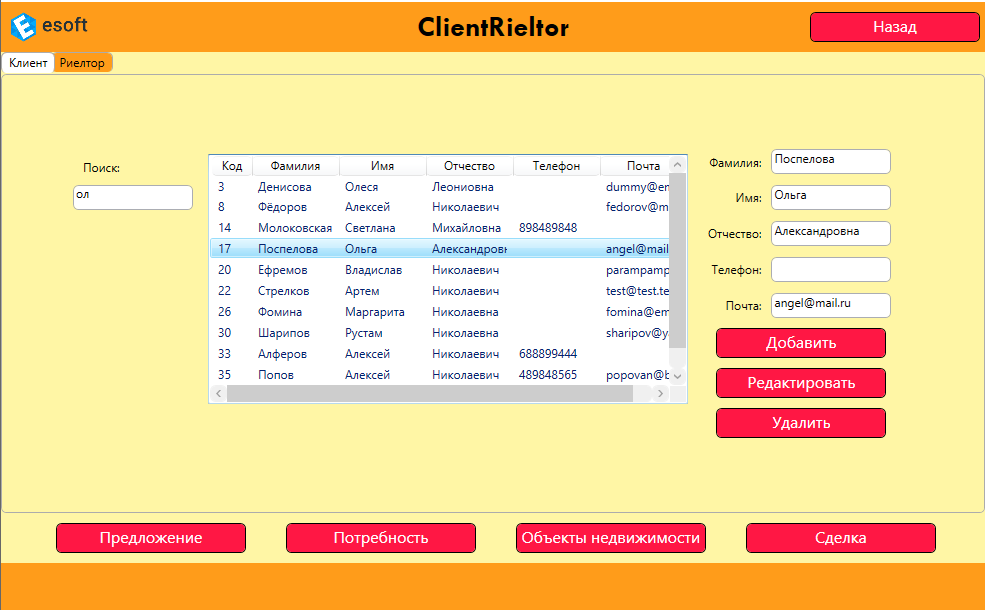 esoft
ClientRieltor
Назад
Клиент Риелтор
Поиск:
ол
Код Фамилия Имя Отчество Телефон Почта
3 Денисова Олеся Леониовна dummy@em
8 Фёдоров Алексей Николаевич fedorov@m
14 Молоковская Светлана Михайловна 898489848
17 Поспелова Ольга Александровн angel@mail
20 Ефремов Владислав Николаевич parampamp
22 Стрелков Артем Николаевич test@test.te
26 Фомина Маргарита Николаевна fomina@em
30 Шарипов Рустам Николаевна sharipov@y
33 Алферов Алексей Николаевич 688899444
35 Попов Алексей Николаевич 489848565 popovan@b
Фамилия: Поспелова
Имя: Ольга
Отчество: Александровна
Телефон:
Почта: angel@mail.ru
Добавить
Редактировать
Удалить
Предложение Потребность Объекты недвижимости Сделка